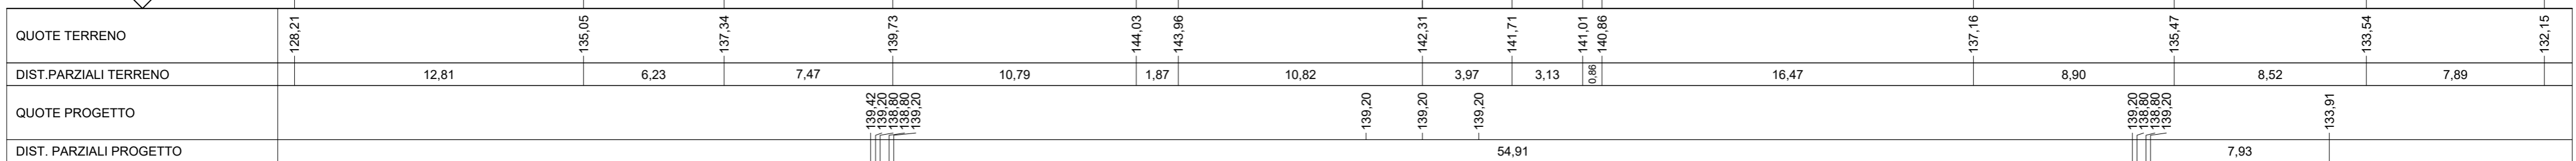 QUOTE TERRENO 128,21 135,05 137,34 139,73 144,03 143,96 142,31 141,71 141,01 140,86 137,16 135,47 133,54 132,15
DIST.PARZIALI TERRENO 12,81 6,23 7,47 10,79 1,87 10,82 3,97 3,13 0,86 16,47 8,90 8,52 7,89
QUOTE PROGETTO 139,42 139,20 138,80 138,80 139,20 139,20 139,20 139,20 139,20 138,80 138,80 139,20 133,91
DIST. PARZIALI PROGETTO 54,91 7,93